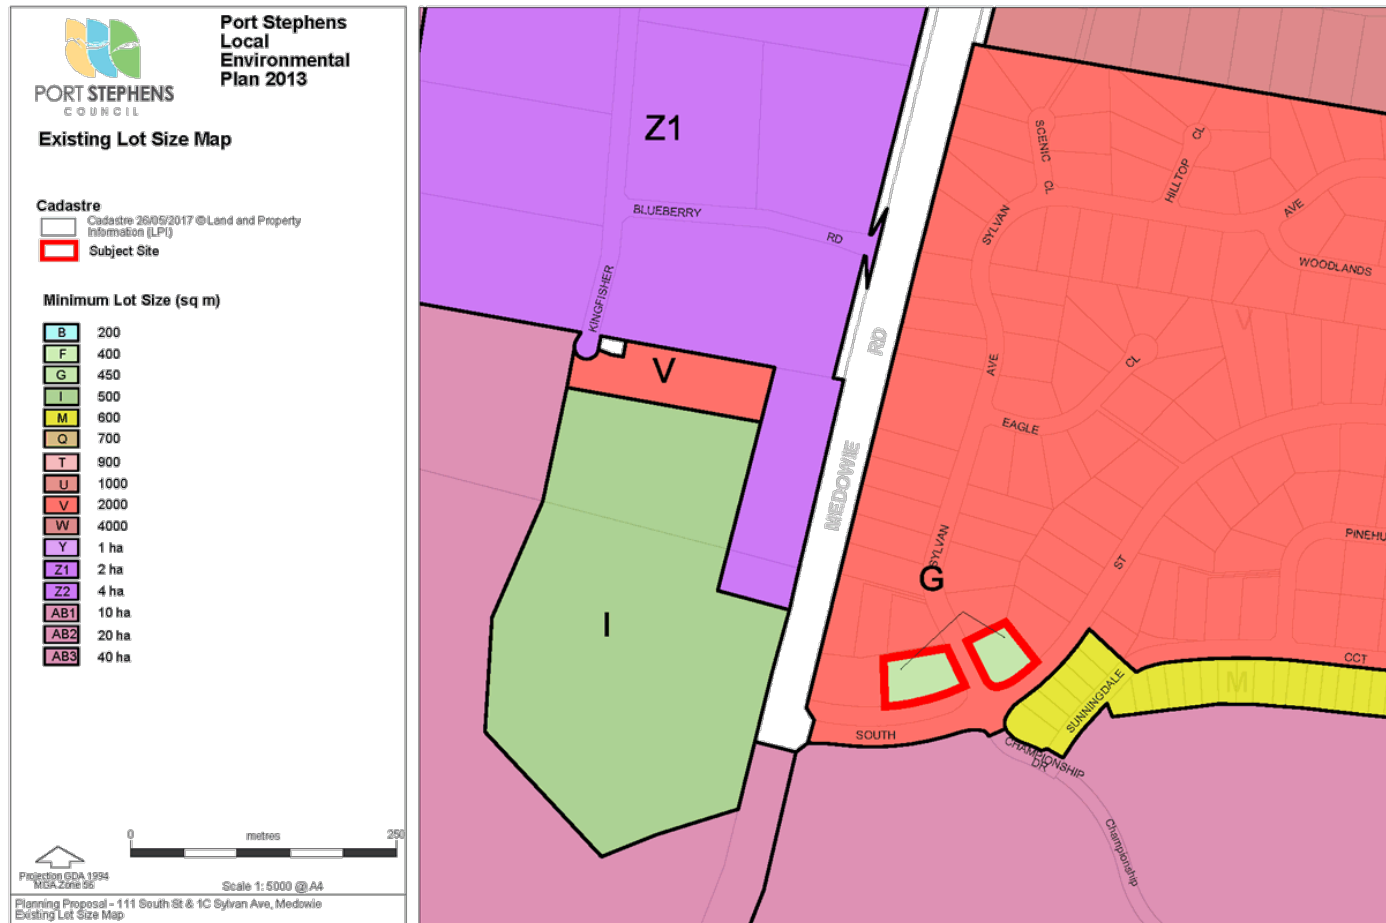 Port Stephens
Local
Environmental
Plan 2013
PORT STEPHENS
COUNCIL
Existing Lot Size Map
Cadastre
Cadastre 26/05/2017 © Land and Property
Information (LPI)
Subject Site
Minimum Lot Size (sq m)
B 200
F 400
G 450
I 500
M 600
Q 700
T 900
U 1000
V 2000
W 4000
Y 1 ha
Z1 2 ha
Z2 4 ha
AB1 10 ha
AB2 20 ha
AB3 40 ha
0 metres 250
Projection GDA 1994
MGA Zone 56
Scale 1: 5000 @ A4
Planning Proposal - 111 South St & 1C Sylvan Ave, Medowie
Existing Lot Size Map
Z1
BLUEBERRY
RD
KINGFISHER
V
I
MEDOWIE
RD
SCENIC
CL
HILLTOP
CL
SYLVAN
AVE
AVE
WOODLANDS
V
CL
EAGLE
SYLVAN
G
ST
PINEHU
CCT
M
SUNNINGDALE
SOUTH
CHAMPIONSHIP
DR
Championship